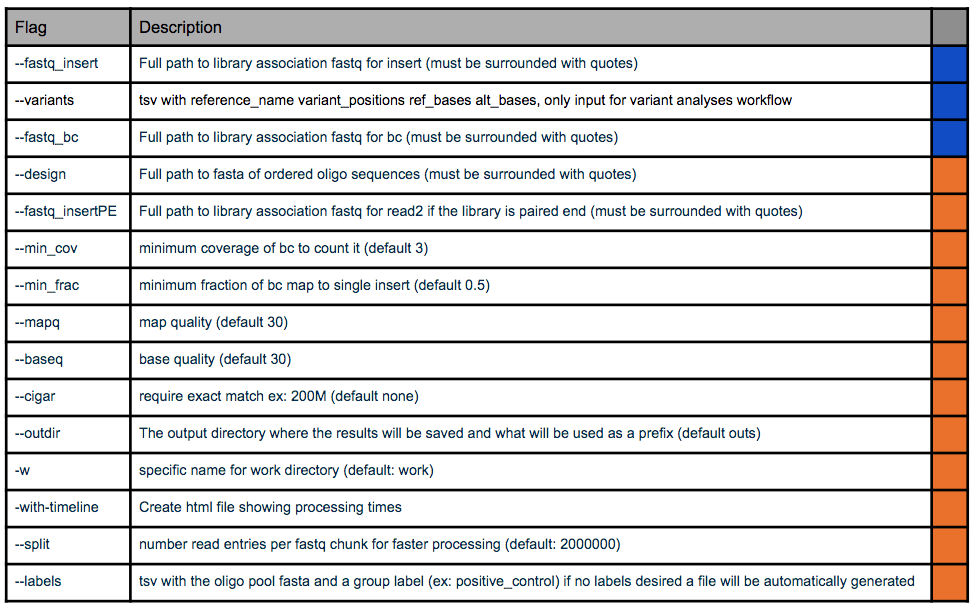 Flag Description
--fastq_insert Full path to library association fastq for insert (must be surrounded with quotes)
--variants tsv with reference_name variant_positions ref_bases alt_bases, only input for variant analyses workflow
--fastq_bc Full path to library association fastq for bc (must be surrounded with quotes)
--design Full path to fasta of ordered oligo sequences (must be surrounded with quotes)
--fastq_insertPE Full path to library association fastq for read2 if the library is paired end (must be surrounded with quotes)
--min_cov minimum coverage of bc to count it (default 3)
--min_frac minimum fraction of bc map to single insert (default 0.5)
--mapq map quality (default 30)
--baseq base quality (default 30)
--cigar require exact match ex: 200M (default none)
--outdir The output directory where the results will be saved and what will be used as a prefix (default outs)
-w specific name for work directory (default: work)
-with-timeline Create html file showing processing times
--split number read entries per fastq chunk for faster processing (default: 2000000)
--labels tsv with the oligo pool fasta and a group label (ex: positive_control) if no labels desired a file will be automatically generated